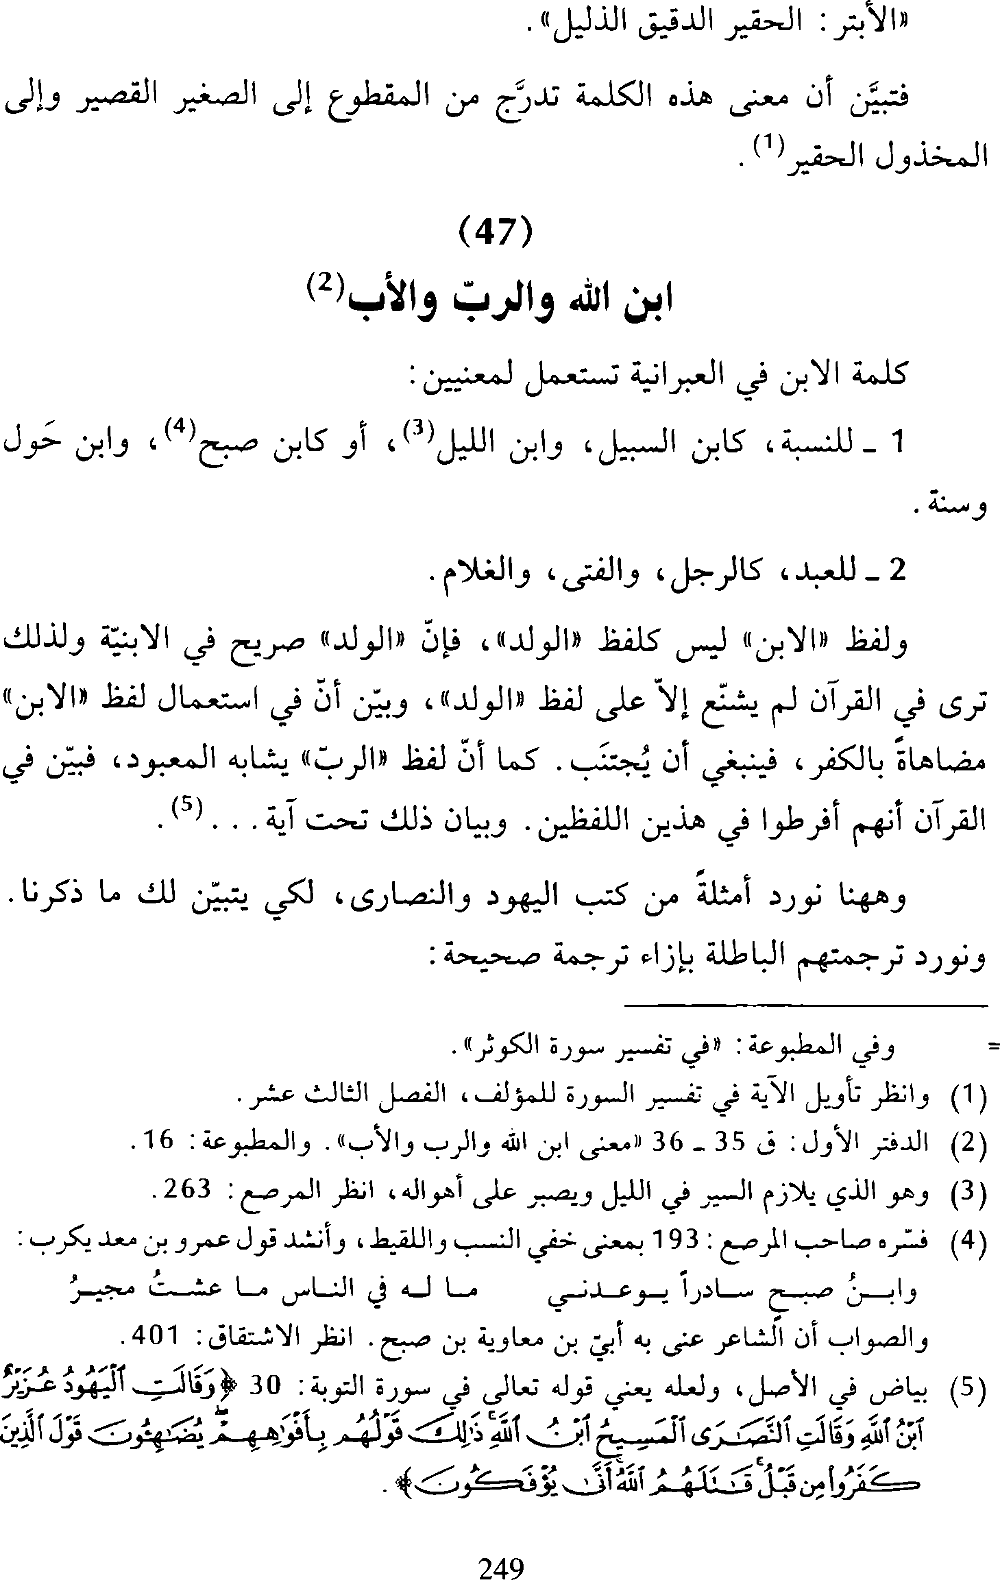 «الأبتر: الحقير الدقيق الذليل».
فتبيَّن أن معنى هذه الكلمة تدرَّج من المقطوع إلى الصغير القصير وإلى
المخذول الحقير(1).
(47)
ابن الله والربّ والأب(2)
كلمة الابن في العبرانية تستعمل لمعنيين:
1 ـ للنسبة، كابن السبيل، وابن الليل(3)، أو كابن صبح(4)، وابن حَول
وسنة.
2 ـ للعبد، كالرجل، والفتى، والغلام.
ولفظ «الابن» ليس كلفظ «الولد»، فإنّ «الولد» صريح في الابنيّة ولذلك
ترى في القرآن لم يشنّع إلاّ على لفظ «الولد»، وبيّن أنّ في استعمال لفظ «الابن»
مضاهاةً بالكفر، فينبغي أن يُجتنَب. كما أنّ لفظ «الربّ» يشابه المعبود، فبيّن في
القرآن أنهم أفرطوا في هذين اللفظين. وبيان ذلك تحت آية. . .(5).
وههنا نورد أمثلةً من كتب اليهود والنصارى، لكي يتبيّن لك ما ذكرنا.
ونورد ترجمتهم الباطلة بإزاء ترجمة صحيحة:
= وفي المطبوعة: «في تفسير سورة الكوثر».
(1) وانظر تأويل الآية في تفسير السورة للمؤلف، الفصل الثالث عشر.
(2) الدفتر الأول: ق 35 ـ 36 «معنى ابن الله والرب والأب». والمطبوعة: 16.
(3) وهو الذي يلازم السير في الليل ويصبر على أهواله، انظر المرصع: 263.
(4) فسّره صاحب المرصع: 193 بمعنى خفي النسب واللقيط، وأنشد قول عمرو بن معد يكرب:
وابـنُ صبـحٍ سـادراً يـوعـدنـي ما لـه في النـاس مـا عشـتُ مجيـرُ
والصواب أن الشاعر عنى به أبيّ بن معاوية بن صبح. انظر الاشتقاق: 401.
(5) بياض في الأصل، ولعله يعني قوله تعالى في سورة التوبة: 30 ﴿وَقَالَتِ ٱلْيَهُودُ عُزَيْرٌ
ٱبْنُ ٱللَّهِ وَقَالَتِ ٱلنَّصَٰرَى ٱلْمَسِيحُ ٱبْنُ ٱللَّهِ ذَٰلِكَ قَوْلُهُم بِأَفْوَٰهِهِمْ يُضَٰهِـُٔونَ قَوْلَ ٱلَّذِينَ
كَفَرُوا۟ مِن قَبْلُ قَٰتَلَهُمُ ٱللَّهُ أَنَّىٰ يُؤْفَكُونَ﴾.
249